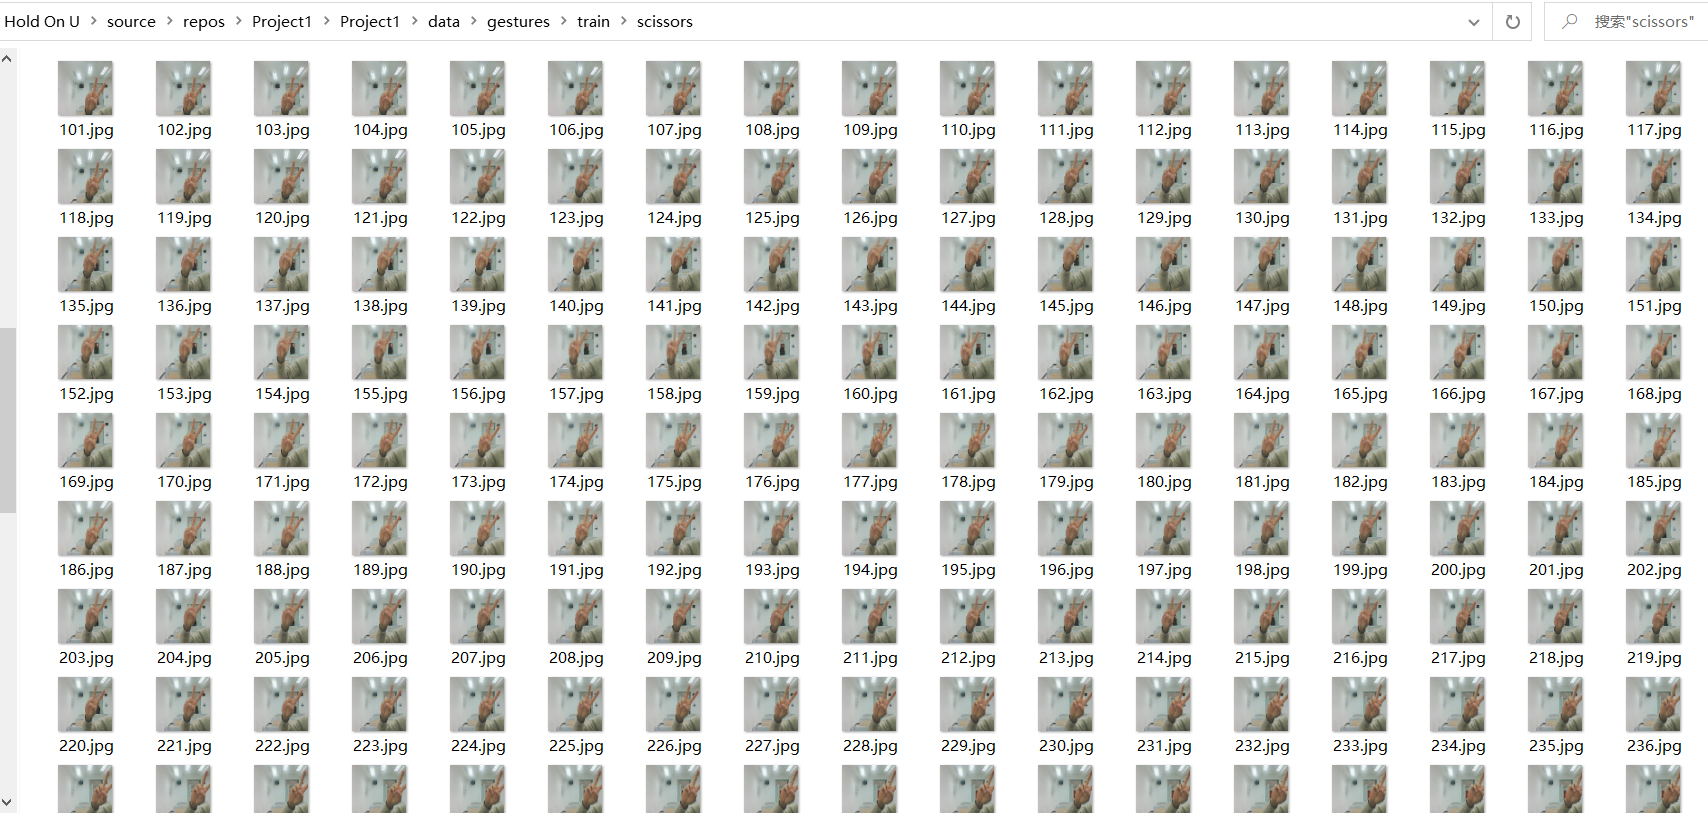 Hold On U > source > repos > Project1 > Project1 > data > gestures > train > scissors 搜索"scissors"
101.jpg 102.jpg 103.jpg 104.jpg 105.jpg 106.jpg 107.jpg 108.jpg 109.jpg 110.jpg 111.jpg 112.jpg 113.jpg 114.jpg 115.jpg 116.jpg 117.jpg
118.jpg 119.jpg 120.jpg 121.jpg 122.jpg 123.jpg 124.jpg 125.jpg 126.jpg 127.jpg 128.jpg 129.jpg 130.jpg 131.jpg 132.jpg 133.jpg 134.jpg
135.jpg 136.jpg 137.jpg 138.jpg 139.jpg 140.jpg 141.jpg 142.jpg 143.jpg 144.jpg 145.jpg 146.jpg 147.jpg 148.jpg 149.jpg 150.jpg 151.jpg
152.jpg 153.jpg 154.jpg 155.jpg 156.jpg 157.jpg 158.jpg 159.jpg 160.jpg 161.jpg 162.jpg 163.jpg 164.jpg 165.jpg 166.jpg 167.jpg 168.jpg
169.jpg 170.jpg 171.jpg 172.jpg 173.jpg 174.jpg 175.jpg 176.jpg 177.jpg 178.jpg 179.jpg 180.jpg 181.jpg 182.jpg 183.jpg 184.jpg 185.jpg
186.jpg 187.jpg 188.jpg 189.jpg 190.jpg 191.jpg 192.jpg 193.jpg 194.jpg 195.jpg 196.jpg 197.jpg 198.jpg 199.jpg 200.jpg 201.jpg 202.jpg
203.jpg 204.jpg 205.jpg 206.jpg 207.jpg 208.jpg 209.jpg 210.jpg 211.jpg 212.jpg 213.jpg 214.jpg 215.jpg 216.jpg 217.jpg 218.jpg 219.jpg
220.jpg 221.jpg 222.jpg 223.jpg 224.jpg 225.jpg 226.jpg 227.jpg 228.jpg 229.jpg 230.jpg 231.jpg 232.jpg 233.jpg 234.jpg 235.jpg 236.jpg